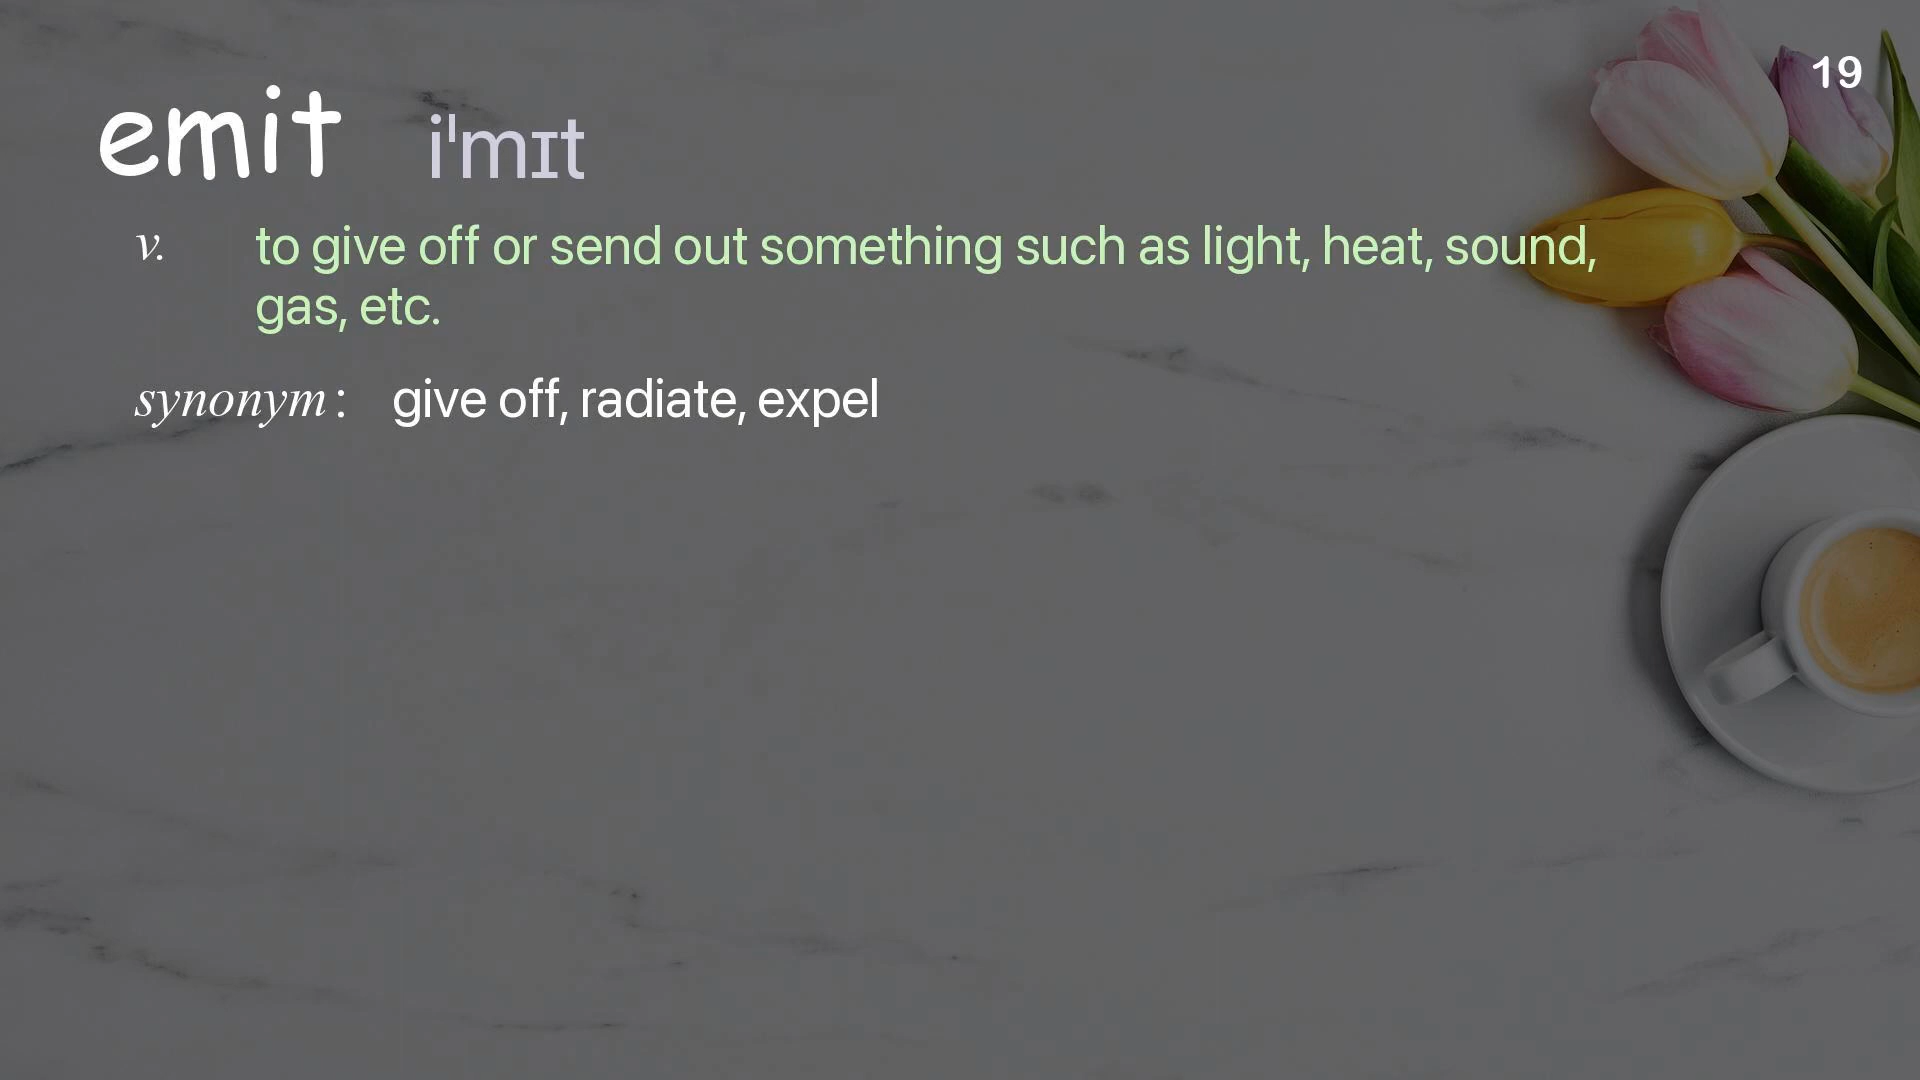 19
emit iˈmɪt
v. to give off or send out something such as light, heat, sound,
gas, etc.
synonym : give off, radiate, expel